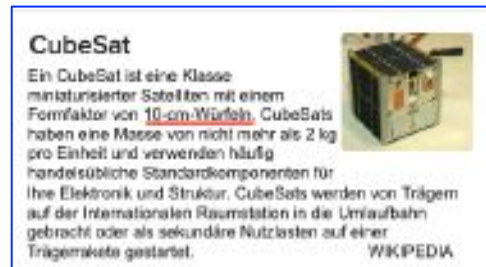 CubeSat
Ein CubeSat ist eine Klasse
miniaturisierter Satelliten mit einem
Formfaktor von 10-cm-Würfeln. CubeSats
haben eine Masse von nicht mehr als 2 kg
pro Einheit und verwenden häufig
handelsübliche Standardkomponenten für
Ihre Elektronik und Struktur. CubeSats werden von Trägern
auf der Internationalen Raumstation in die Umlaufbahn
gebracht oder als sekundäre Nutzlasten auf einer
Trägerrakete gestartet. WIKIPEDIA